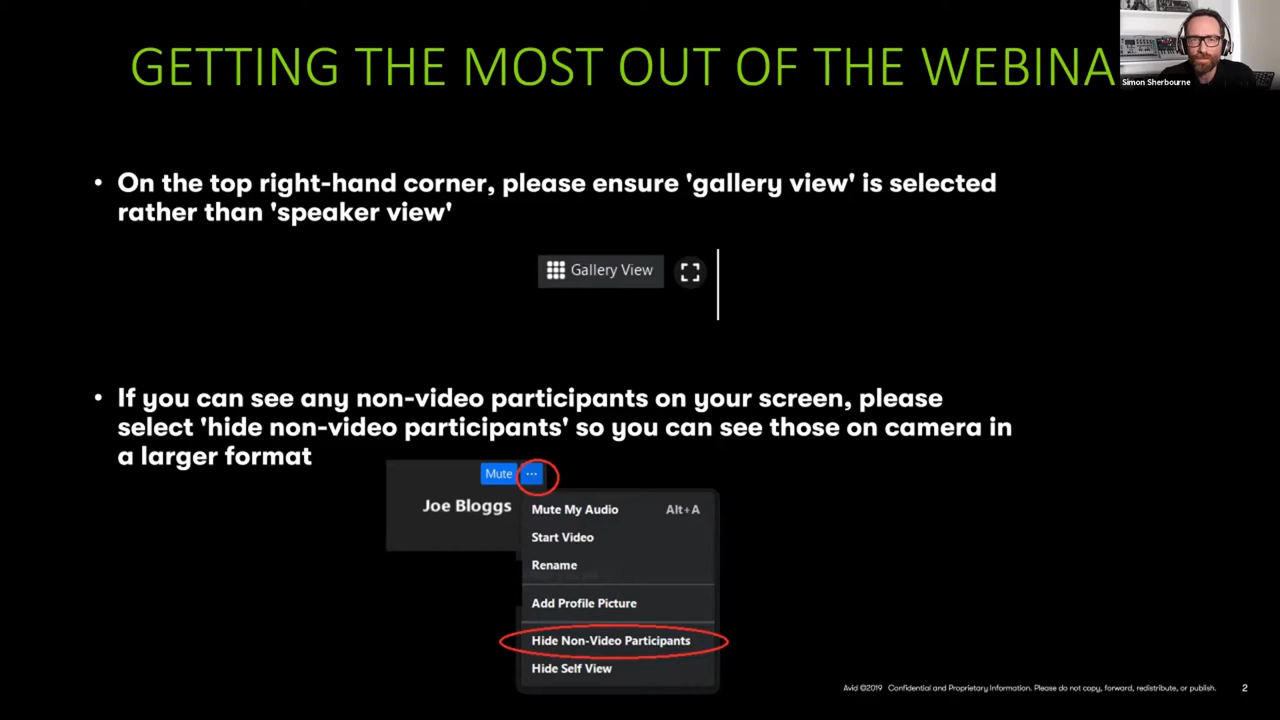 GETTING THE MOST OUT OF THE WEBINA
Simon Sherbourne
• On the top right-hand corner, please ensure 'gallery view' is selected
rather than 'speaker view'
Gallery View
• If you can see any non-video participants on your screen, please
select 'hide non-video participants' so you can see those on camera in
a larger format
Mute ...
Joe Bloggs
Mute My Audio Alt+A
Start Video
Rename
Add Profile Picture
Hide Non-Video Participants
Hide Self View
Avid ©2019 Confidential and Proprietary Information. Please do not copy, forward, redistribute, or publish. 2